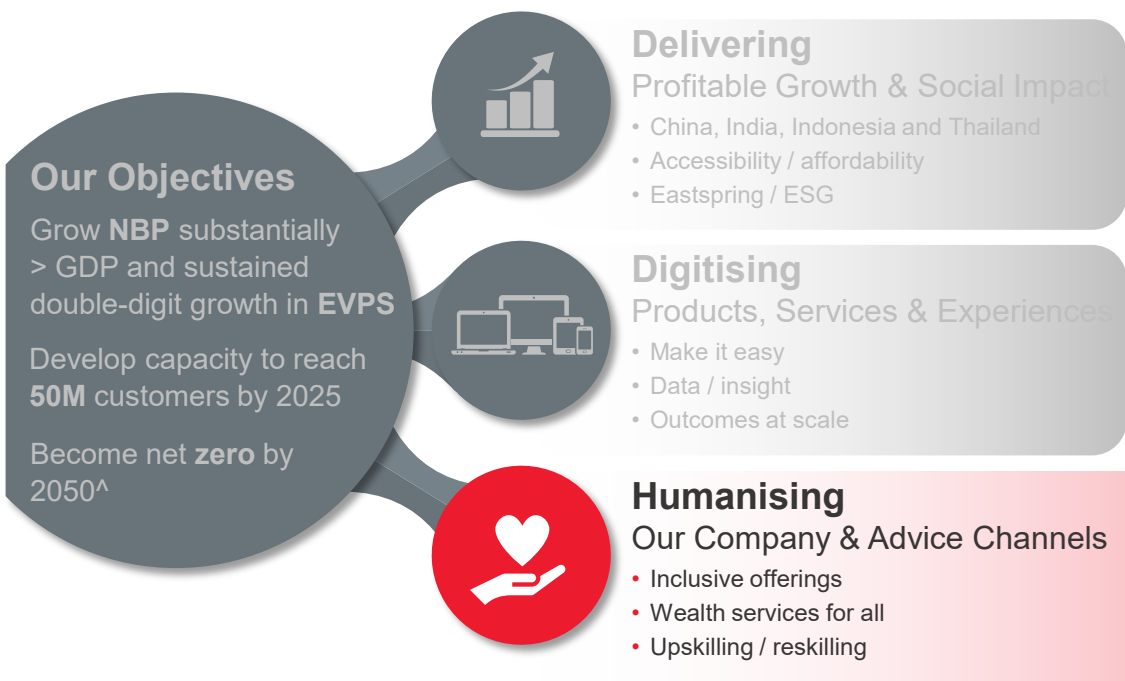 Our Objectives
Grow NBP substantially
> GDP and sustained
double-digit growth in EVPS
Develop capacity to reach
50M customers by 2025
Become net zero by
2050^
Delivering
Profitable Growth & Social Impact
• China, India, Indonesia and Thailand
• Accessibility / affordability
• Eastspring / ESG
Digitising
Products, Services & Experiences
• Make it easy
• Data / insight
• Outcomes at scale
Humanising
Our Company & Advice Channels
• Inclusive offerings
• Wealth services for all
• Upskilling / reskilling